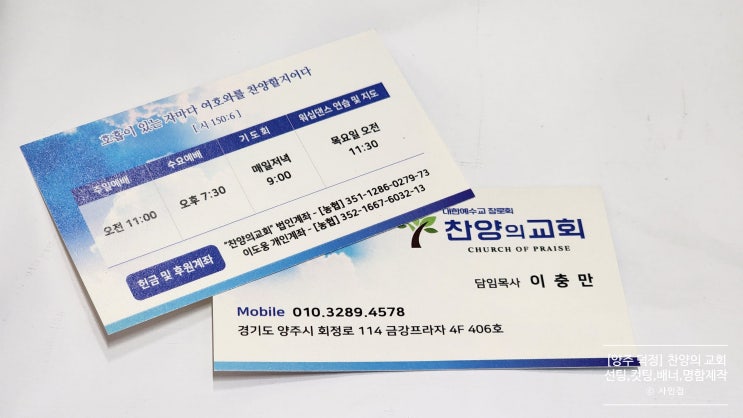 호흡이 있는 자마다 여호와를 찬양할지어다
[ 시 150:6 ]
주일예배 수요예배 기 도 회 워십댄스 연습 및 지도
오전 11:00 오후 7:30 매일저녁 9:00 목요일 오전 11:30
헌금 및 후원계좌
"찬양의교회" 법인계좌 - [농협] 351-1286-0279-73
이도웅 개인계좌 - [농협] 352-1667-6032-13
대한예수교 장로회
찬양의교회
CHURCH OF PRAISE
담임목사 이 충 만
Mobile 010.3289.4578
경기도 양주시 회정로 114 금강프라자 4F 406호
[양주 덕정] 찬양의 교회
선팅,컷팅,배너,명함제작
© 사인집